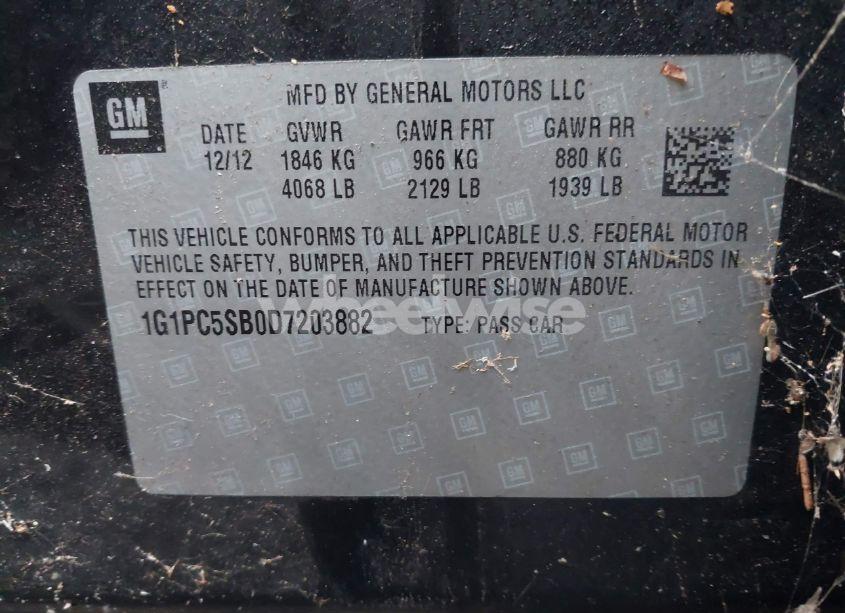 GM
MFD BY GENERAL MOTORS LLC
DATE GVWR GAWR FRT GAWR RR
12/12 1846 KG 966 KG 880 KG
4068 LB 2129 LB 1939 LB
THIS VEHICLE CONFORMS TO ALL APPLICABLE U.S. FEDERAL MOTOR
VEHICLE SAFETY, BUMPER, AND THEFT PREVENTION STANDARDS IN
EFFECT ON THE DATE OF MANUFACTURE SHOWN ABOVE.
1G1PC5SB0D7203882 TYPE: PASS CAR
Wheelwise